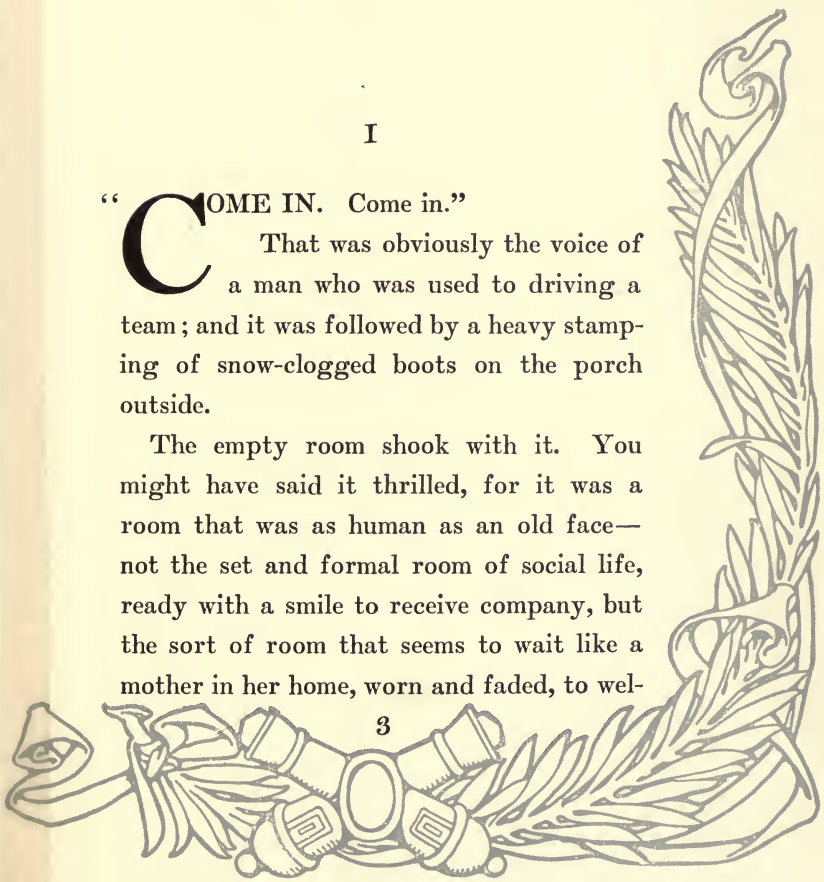 I
“COME IN. Come in.”
That was obviously the voice of
a man who was used to driving a
team; and it was followed by a heavy stamp-
ing of snow-clogged boots on the porch
outside.
The empty room shook with it. You
might have said it thrilled, for it was a
room that was as human as an old face—
not the set and formal room of social life,
ready with a smile to receive company, but
the sort of room that seems to wait like a
mother in her home, worn and faded, to wel-
3